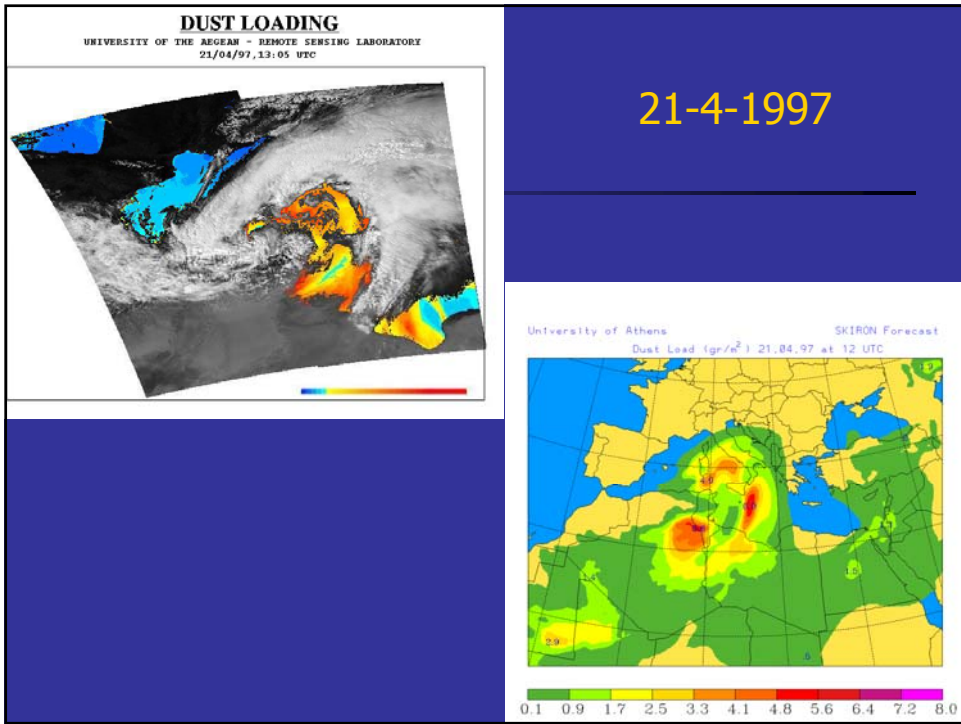 DUST LOADING
UNIVERSITY OF THE AEGEAN - REMOTE SENSING LABORATORY
21/04/97,13:05 UTC
21-4-1997
University of Athens SKIRON Forecast
Dust Load (gr/m²) 21.04.97 at 12 UTC
4.0
2.9
1.5
.6
0.1 0.9 1.7 2.5 3.3 4.1 4.8 5.6 6.4 7.2 8.0